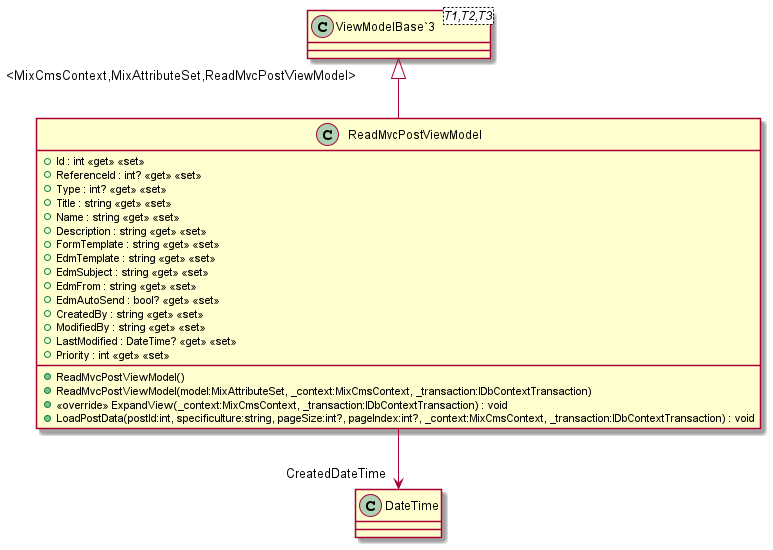 C ViewModelBase`3 T1,T2,T3
<MixCmsContext,MixAttributeSet,ReadMvcPostViewModel>
C ReadMvcPostViewModel
Id : int «get» «set»
ReferenceId : int? «get» «set»
Type : int? «get» «set»
Title : string «get» «set»
Name : string «get» «set»
Description : string «get» «set»
FormTemplate : string «get» «set»
EdmTemplate : string «get» «set»
EdmSubject : string «get» «set»
EdmFrom : string «get» «set»
EdmAutoSend : bool? «get» «set»
CreatedBy : string «get» «set»
ModifiedBy : string «get» «set»
LastModified : DateTime? «get» «set»
Priority : int «get» «set»
ReadMvcPostViewModel()
ReadMvcPostViewModel(model:MixAttributeSet, _context:MixCmsContext, _transaction:IDbContextTransaction)
«override» ExpandView(_context:MixCmsContext, _transaction:IDbContextTransaction) : void
LoadPostData(postId:int, specificulture:string, pageSize:int?, pageIndex:int?, _context:MixCmsContext, _transaction:IDbContextTransaction) : void
CreatedDateTime
C DateTime